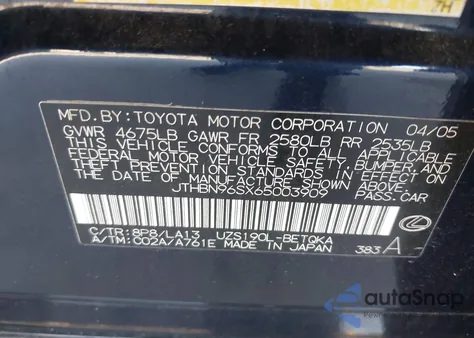 7H
MFD.BY:TOYOTA MOTOR CORPORATION 04/05
GVWR 4675LB GAWR FR 2580LB RR 2535LB
THIS VEHICLE CONFORMS TO ALL APPLICABLE
FEDERAL MOTOR VEHICLE SAFETY, BUMPER, AND
THEFT PREVENTION STANDARDS IN EFFECT ON
THE DATE OF MANUFACTURE SHOWN ABOVE.
JTHBN96SX65003909 PASS.CAR
C/TR:8P8/LA13 UZS190L-BETQKA
A/TM:C02A/A761E MADE IN JAPAN 383 A
autoSnap